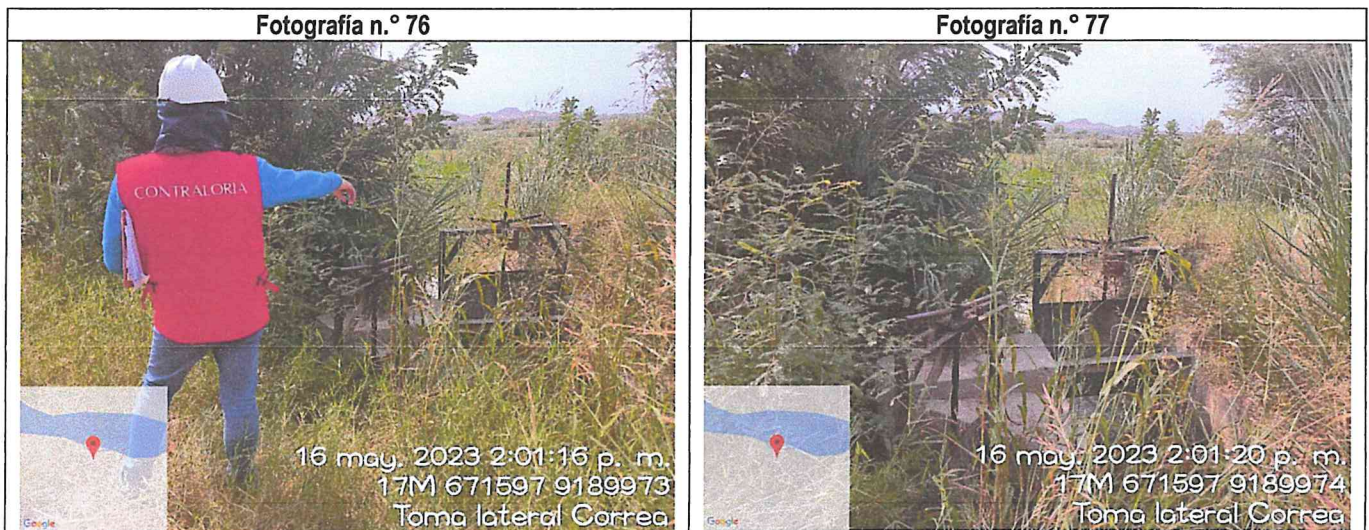 Fotografía n.° 76
Fotografía n.° 77
CONTRALORIA
16 may. 2023 2:01:16 p. m.
17M 671597 9189973
Toma lateral Correa
Google
16 may. 2023 2:01:20 p. m.
17M 671597 9189974
Toma lateral Correa
Google